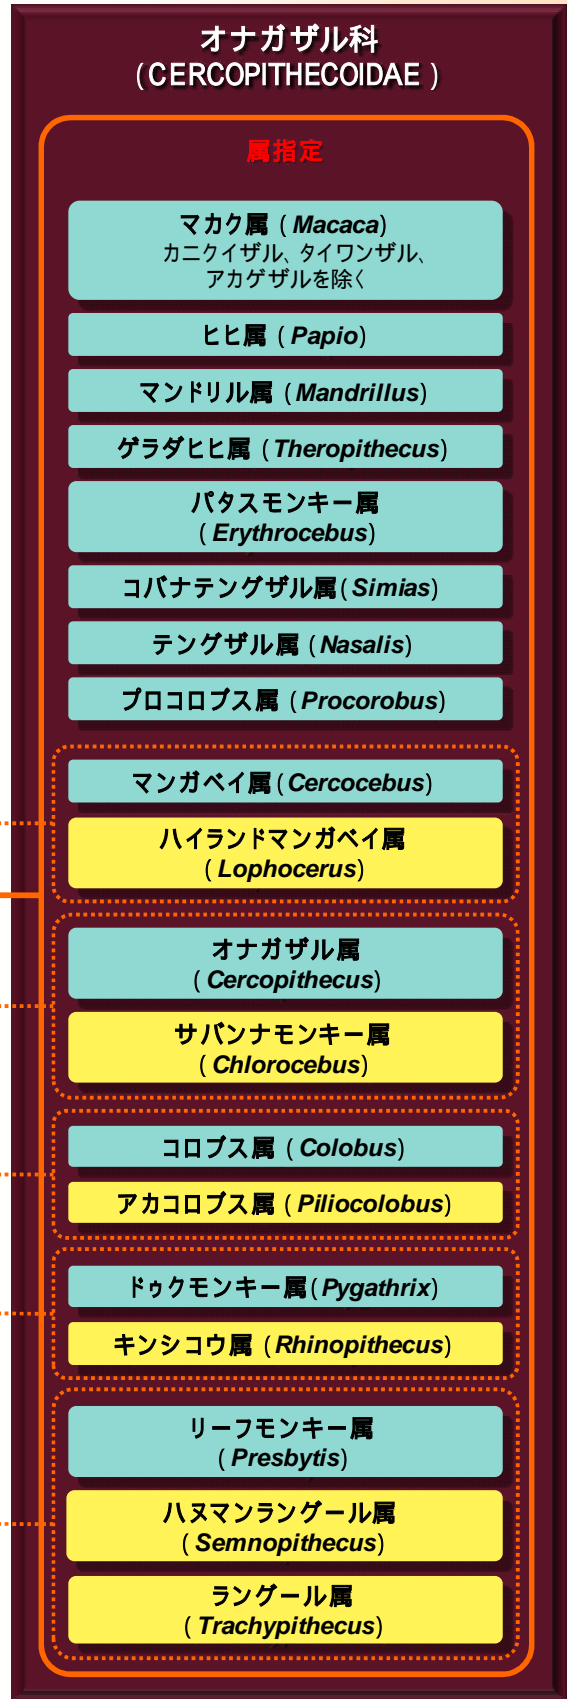 オナガザル科
(CERCOPITHECOIDAE )
属指定
マカク属 ( Macaca)
カニクイザル、タイワンザル、
アカゲザルを除く
ヒヒ属 ( Papio)
マンドリル属 ( Mandrillus)
ゲラダヒヒ属 ( Theropithecus)
パタスモンキー属
( Erythrocebus)
コバナテングザル属( Simias)
テングザル属 ( Nasalis)
プロコロブス属 ( Procorobus)
マンガベイ属( Cercocebus)
ハイランドマンガベイ属
( Lophocerus)
オナガザル属
( Cercopithecus)
サバンナモンキー属
( Chlorocebus)
コロブス属 ( Colobus)
アカコロブス属 ( Piliocolobus)
ドゥクモンキー属( Pygathrix)
キンシコウ属 ( Rhinopithecus)
リーフモンキー属
( Presbytis)
ハヌマンラングール属
( Semnopithecus)
ラングール属
( Trachypithecus)